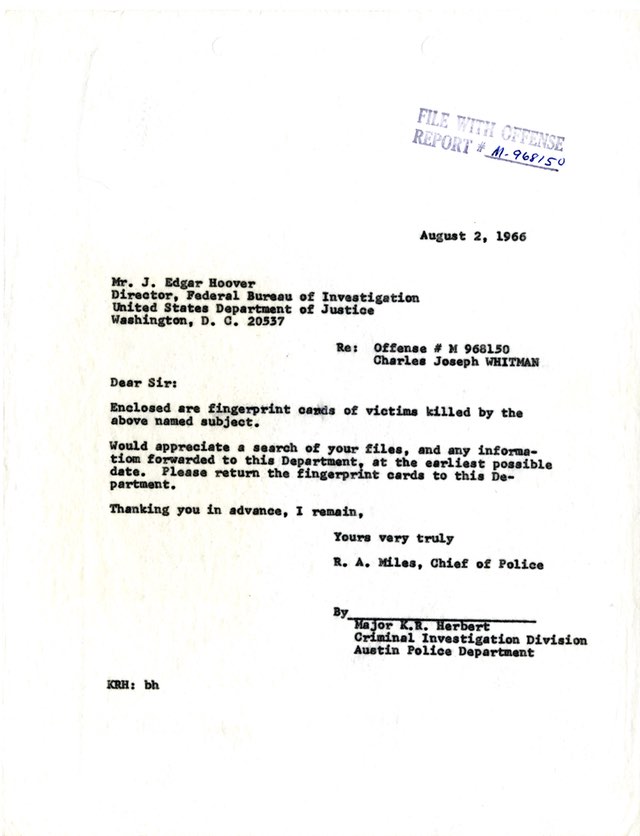 FILE WITH OFFENSE
REPORT # M-968150
August 2, 1966
Mr. J. Edgar Hoover
Director, Federal Bureau of Investigation
United States Department of Justice
Washington, D. C. 20537
Re: Offense # M 968150
Charles Joseph WHITMAN
Dear Sir:
Enclosed are fingerprint cards of victims killed by the
above named subject.
Would appreciate a search of your files, and any informa-
tion forwarded to this Department, at the earliest possible
date. Please return the fingerprint cards to this De-
partment.
Thanking you in advance, I remain,
Yours very truly
R. A. Miles, Chief of Police
By
Major K.R. Herbert
Criminal Investigation Division
Austin Police Department
KRH: bh